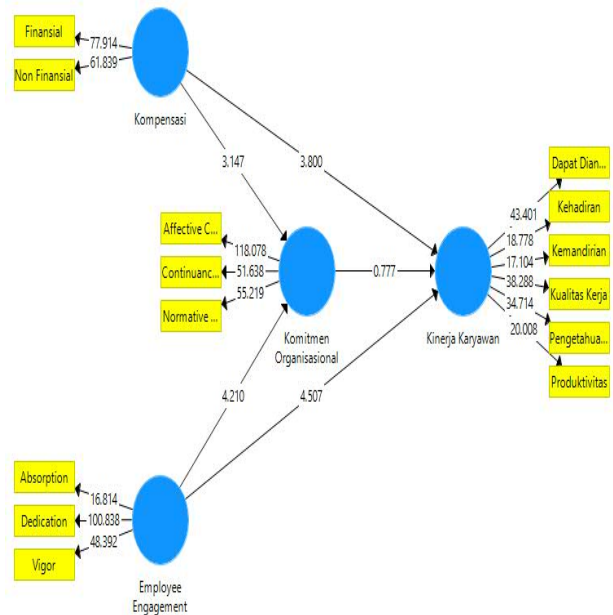 Finansial
77.914
61.839
Non Finansial
Kompensasi
3.147
3.800
Dapat Dian...
43.401
Kehadiran
18.778
Affective C...
118.078
17.104
Kemandirian
Continuanc...
51.638
0.777
38.288
Kualitas Kerja
55.219
34.714
Normative ...
20.008
Pengetahua...
Komitmen
Organisasional
Kinerja Karyawan
Produktivitas
4.210
4.507
Absorption
16.814
Dedication
100.838
48.392
Vigor
Employee
Engagement